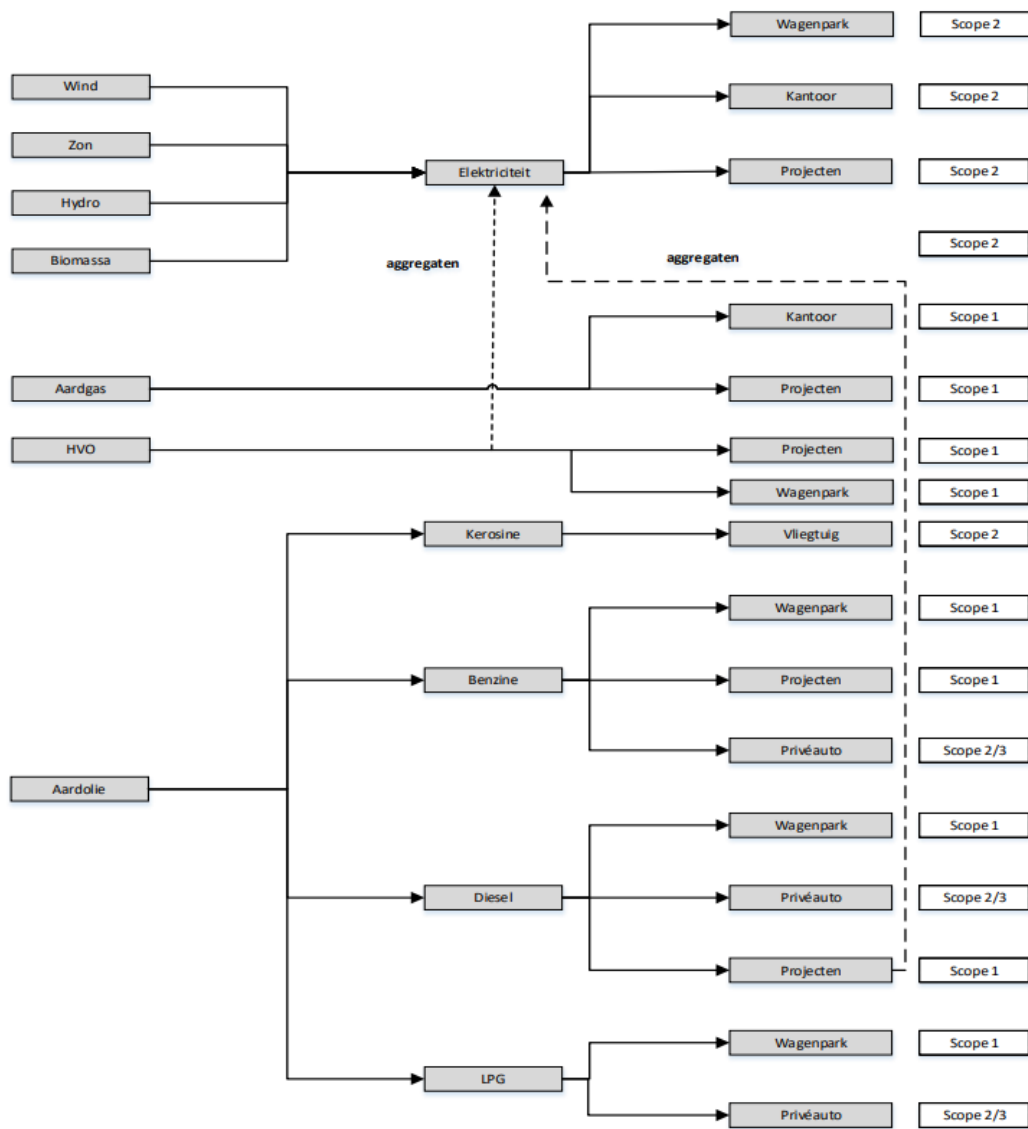 Wagenpark Scope 2
Wind
Kantoor Scope 2
Zon
Elektriciteit Projecten Scope 2
Hydro
Scope 2
Biomassa
aggregaten aggregaten
Kantoor Scope 1
Aardgas Projecten Scope 1
HVO Projecten Scope 1
Wagenpark Scope 1
Kerosine Vliegtuig Scope 2
Wagenpark Scope 1
Benzine Projecten Scope 1
Privéauto Scope 2/3
Aardolie
Wagenpark Scope 1
Diesel Privéauto Scope 2/3
Projecten Scope 1
Wagenpark Scope 1
LPG
Privéauto Scope 2/3